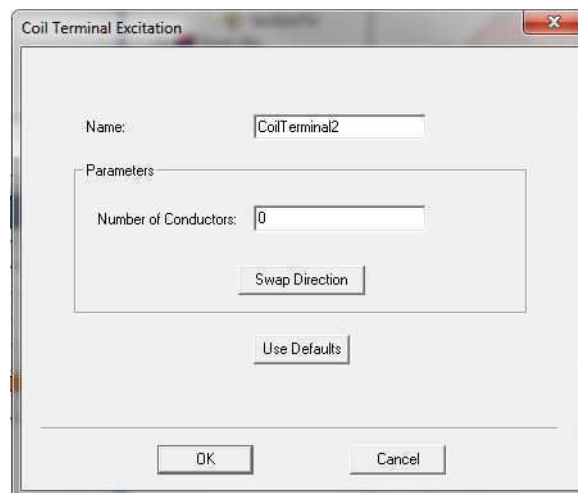 Coil Terminal Excitation
Name: CoilTerminal2
Parameters
Number of Conductors: 0
Swap Direction
Use Defaults
OK Cancel